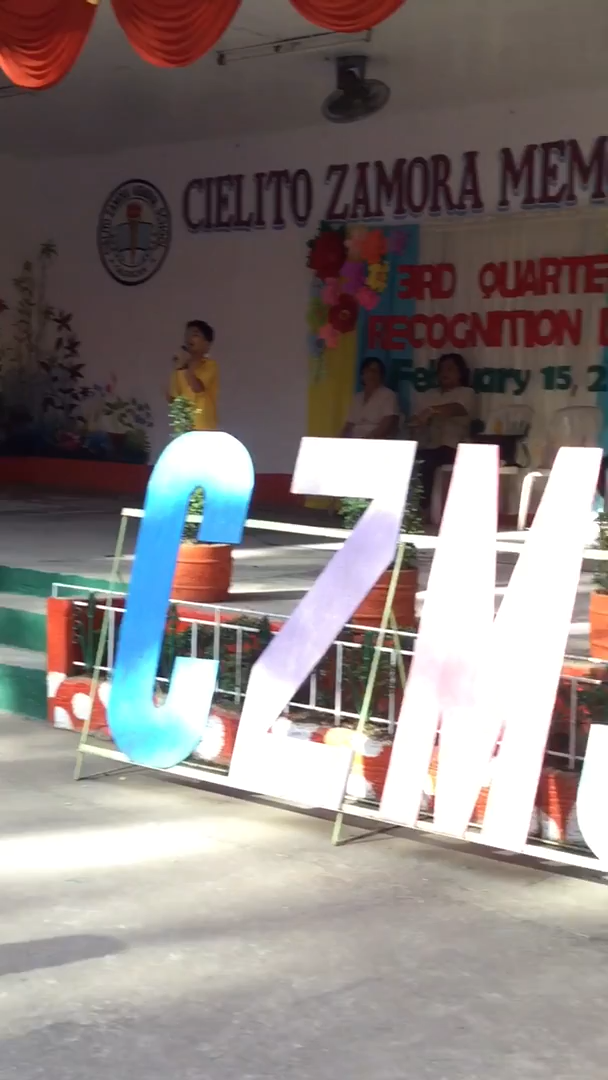 CIELITO ZAMORA MEM
3RD QUARTE
RECOGNITION
February 15, 2
CZM